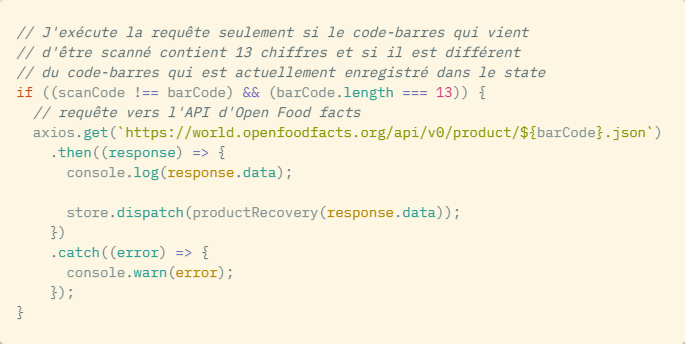 // J'exécute la requête seulement si le code-barres qui vient
// d'être scanné contient 13 chiffres et si il est différent
// du code-barres qui est actuellement enregistré dans le state
if ((scanCode !== barCode) && (barCode.length === 13)) {
  // requête vers l'API d'Open Food facts
  axios.get(`https://world.openfoodfacts.org/api/v0/product/${barCode}.json`)
    .then((response) => {
      console.log(response.data);

      store.dispatch(productRecovery(response.data));
    })
    .catch((error) => {
      console.warn(error);
    });
}